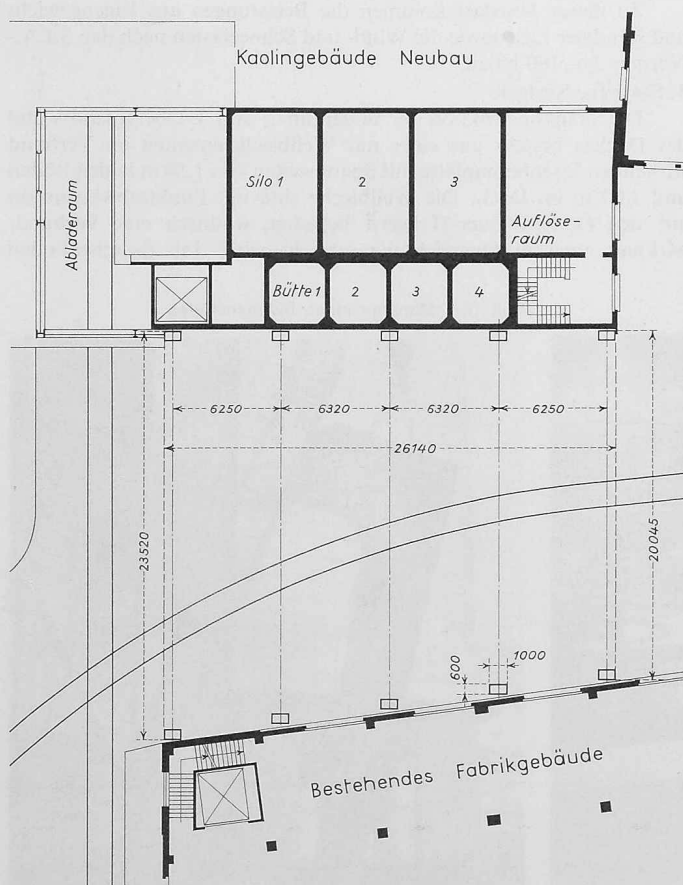 Kaolingebäude Neubau
Abladeraum
Silo 1
2
3
Auflöse-
raum
Bütte 1
2
3
4
6250
6320
6320
6250
26140
23520
20045
600
1000
Bestehendes Fabrikgebäude